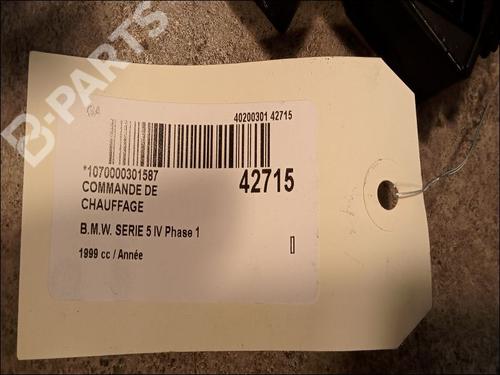 B-PARTS
40200301 42715
*1070000301587
COMMANDE DE
42715
CHAUFFAGE
B.M.W. SERIE 5 IV Phase 1
1999 cc / Année